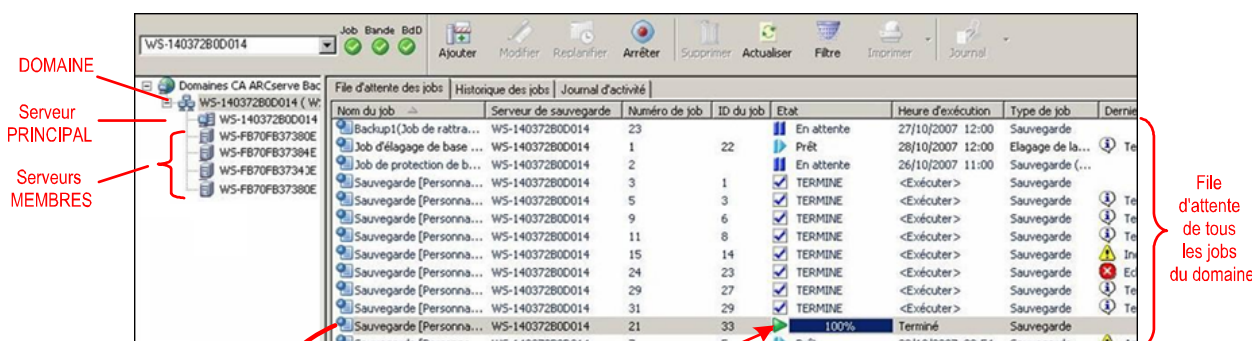 Job Bande BdD
WS-140372B0D014
Ajouter Modifier Replanifier Arrêter Supprimer Actualiser Filtre Imprimer Journal
DOMAINE
Serveur
PRINCIPAL
Serveurs
MEMBRES
Domaines CA ARCserve Bac
WS-140372B0D014 ( W:
WS-140372B0D014
WS-FB70FB37380E
WS-FB70FB37384E
WS-FB70FB37343E
WS-FB70FB37380E
File d'attente des jobs Historique des jobs Journal d'activité
Nom du job Serveur de sauvegarde Numéro de job ID du job Etat Heure d'exécution Type de job Dernie
Backup1(Job de rattra... WS-140372B0D014 23 En attente 27/10/2007 12:00 Sauvegarde
Job d'élagage de base ... WS-140372B0D014 1 22 Prêt 28/10/2007 12:00 Elagage de la... Te
Job de protection de b... WS-140372B0D014 2 En attente 26/10/2007 11:00 Sauvegarde (...
Sauvegarde [Personna... WS-140372B0D014 3 1 TERMINE <Exécuter> Sauvegarde
Sauvegarde [Personna... WS-140372B0D014 5 3 TERMINE <Exécuter> Sauvegarde Te
Sauvegarde [Personna... WS-140372B0D014 9 6 TERMINE <Exécuter> Sauvegarde Te
Sauvegarde [Personna... WS-140372B0D014 11 8 TERMINE <Exécuter> Sauvegarde Te
Sauvegarde [Personna... WS-140372B0D014 15 14 TERMINE <Exécuter> Sauvegarde In
Sauvegarde [Personna... WS-140372B0D014 24 23 TERMINE <Exécuter> Sauvegarde Ec
Sauvegarde [Personna... WS-140372B0D014 29 27 TERMINE <Exécuter> Sauvegarde Te
Sauvegarde [Personna... WS-140372B0D014 31 29 TERMINE <Exécuter> Sauvegarde Te
Sauvegarde [Personna... WS-140372B0D014 21 33 100% Terminé Sauvegarde
File
d'attente
de tous
les jobs
du domaine